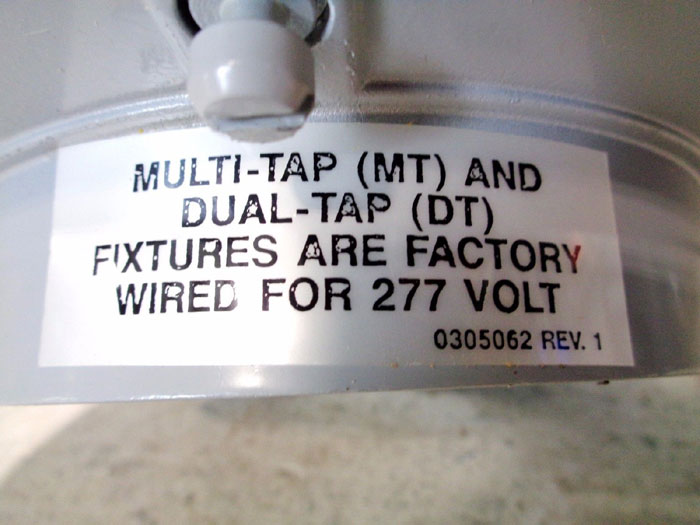 MULTI-TAP (MT) AND
DUAL-TAP (DT)
FIXTURES ARE FACTORY
WIRED FOR 277 VOLT
0305062 REV. 1